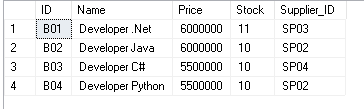 ID Name Price Stock Supplier_ID
1 B01 Developer .Net 6000000 11 SP03
2 B02 Developer Java 6000000 10 SP02
3 B03 Developer C# 5500000 10 SP04
4 B04 Developer Python 5500000 10 SP02